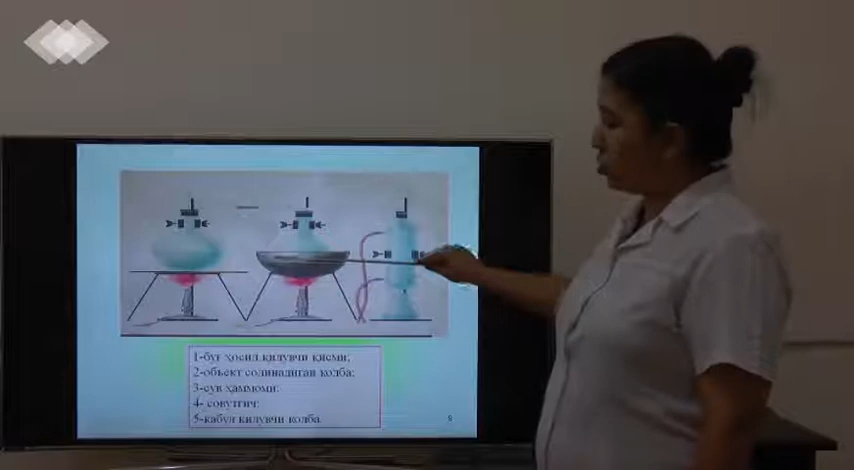 1-буғ ҳосил қилувчи қисми;
2-объект солинадиган колба;
3-сув ҳаммоми;
4- совутгич;
5-қабул қилувчи колба.